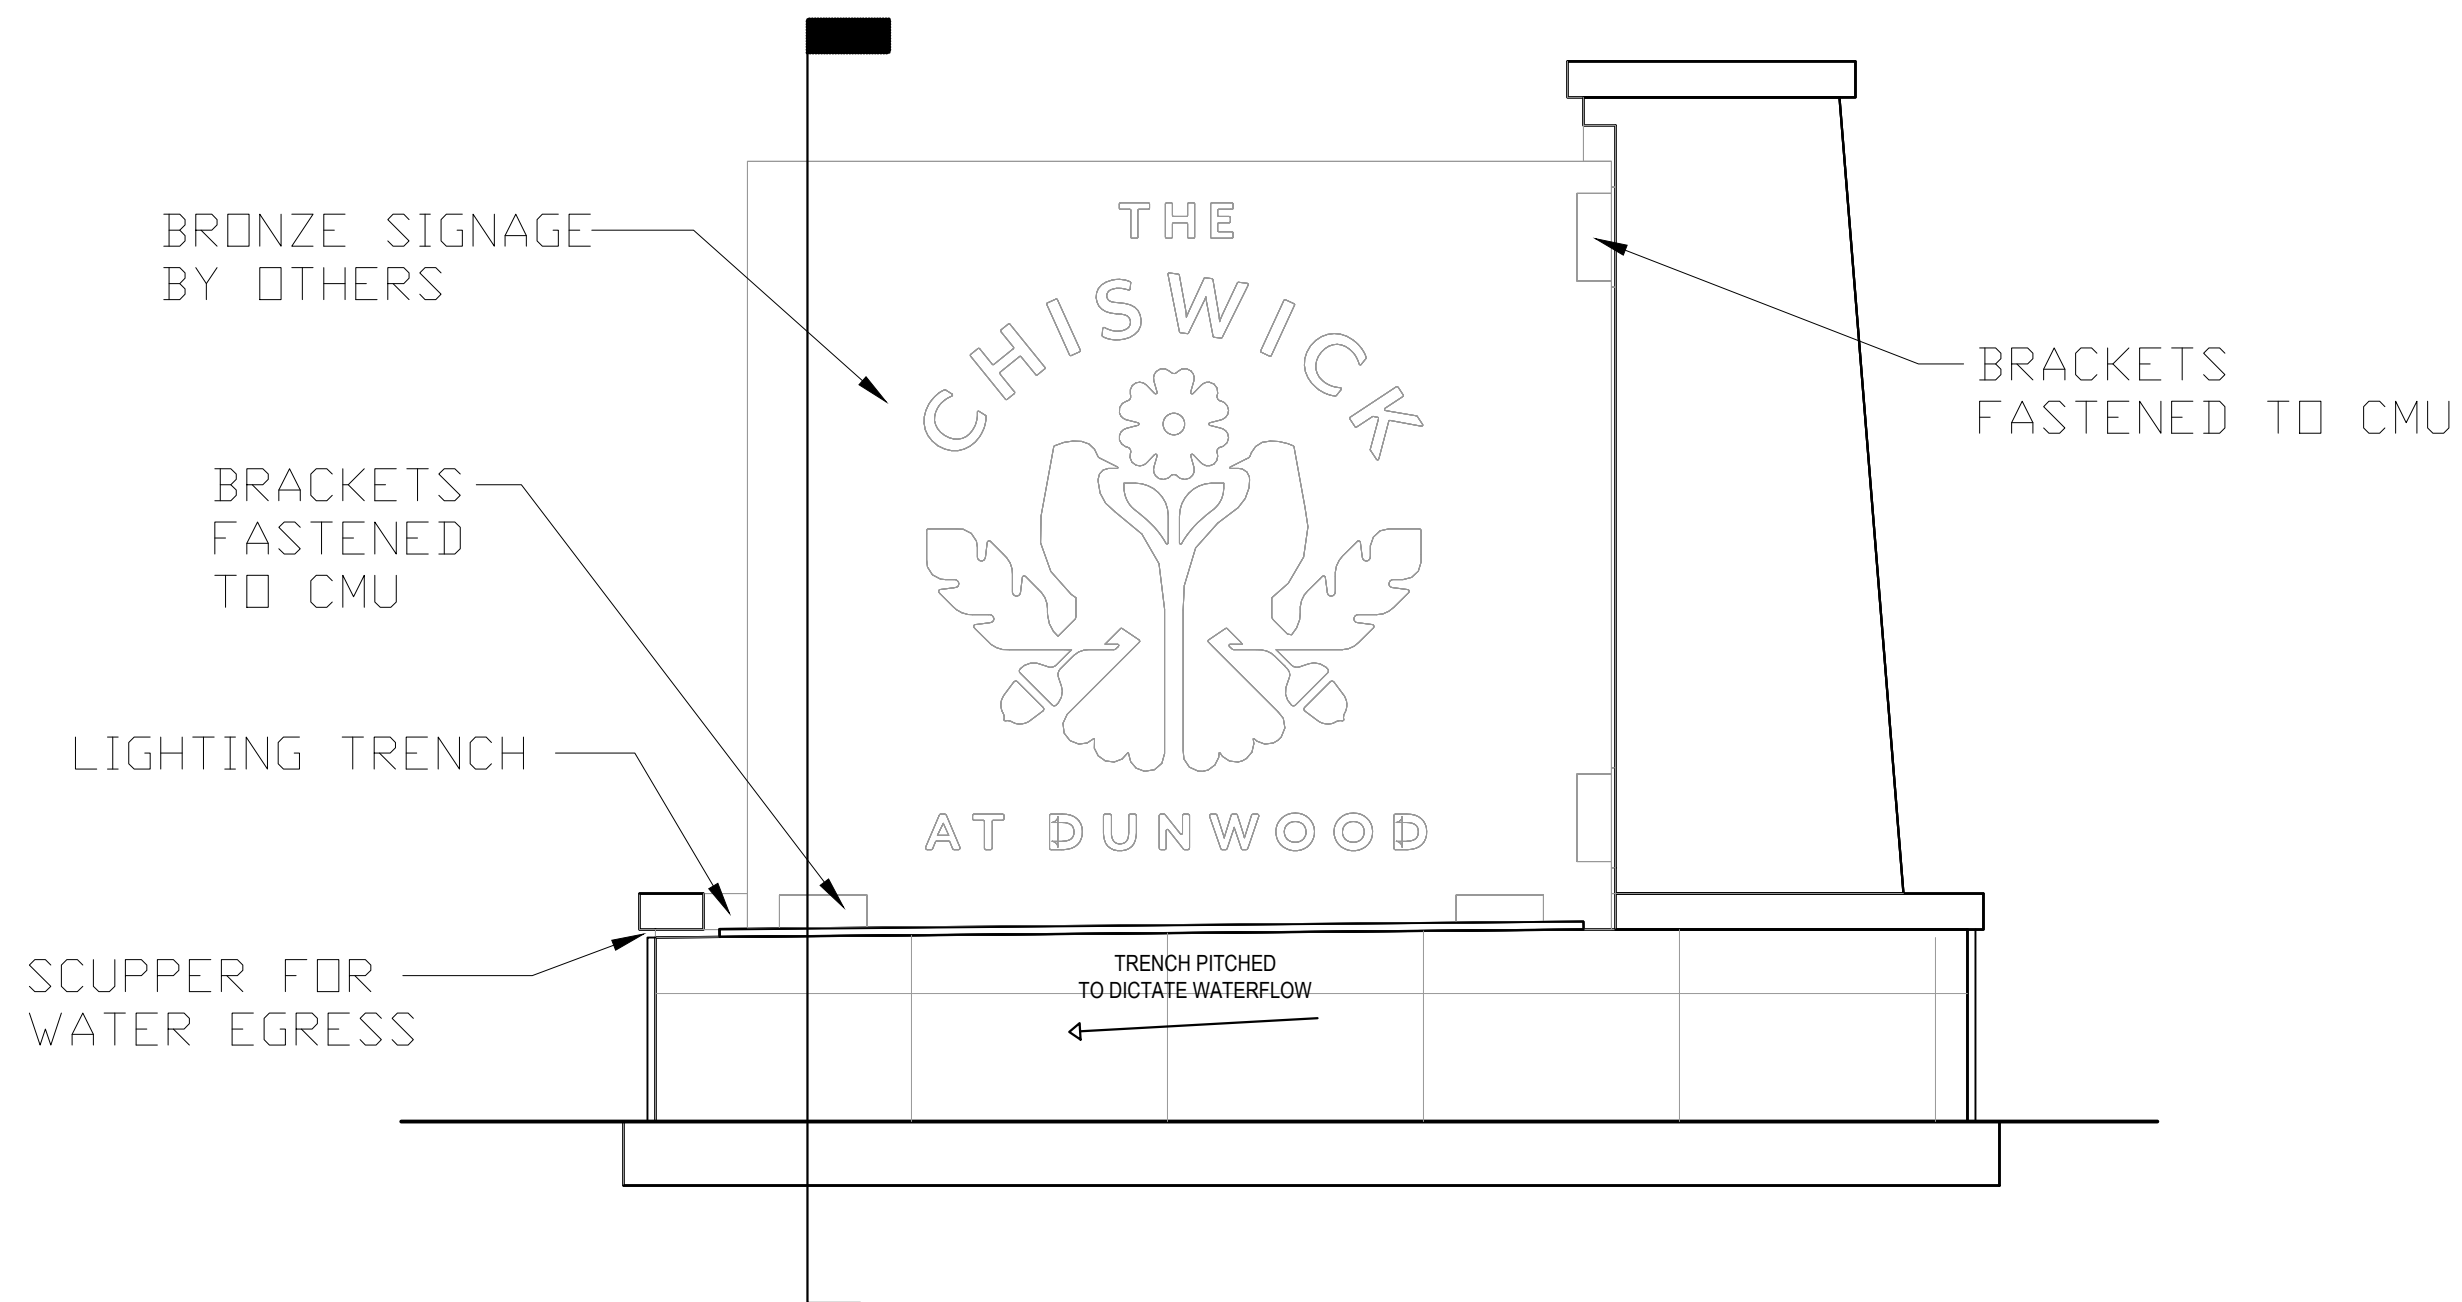 BRONZE SIGNAGE
BY OTHERS
THE
CHISWICK
BRACKETS
FASTENED TO CMU
BRACKETS
FASTENED
TO CMU
LIGHTING TRENCH
AT DUNWOOD
SCUPPER FOR
WATER EGRESS
TRENCH PITCHED
TO DICTATE WATERFLOW